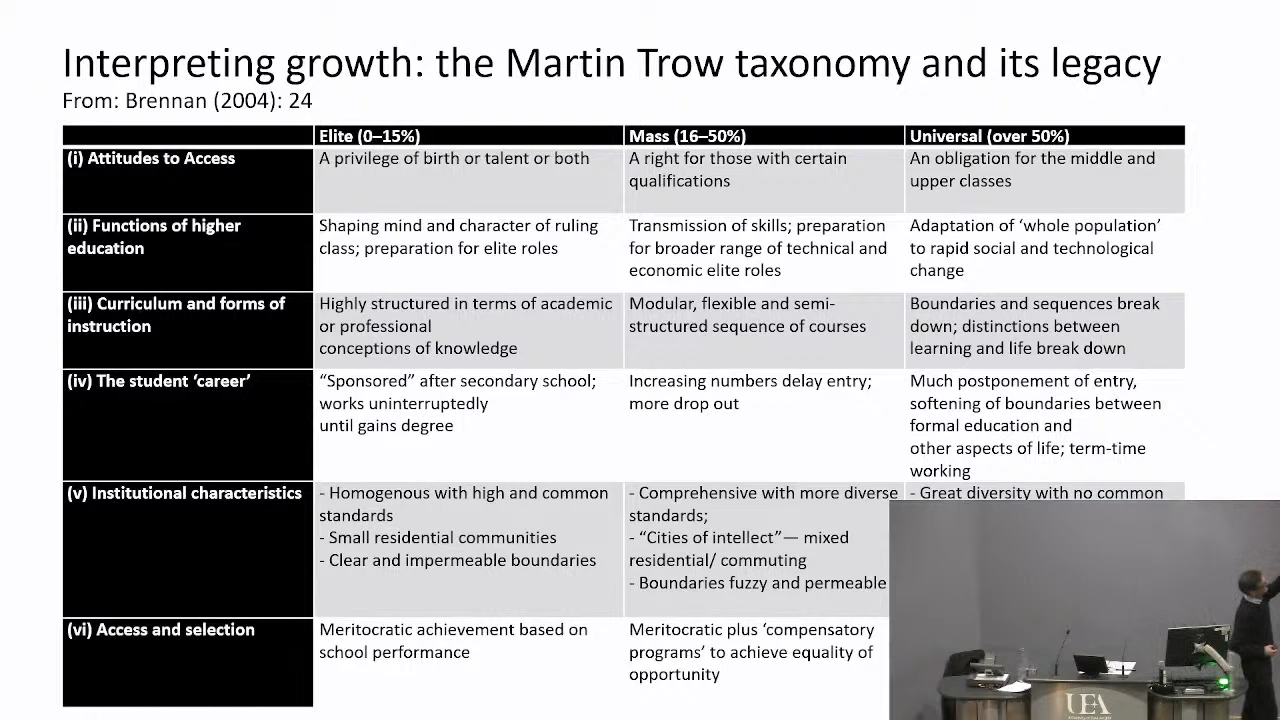 Interpreting growth: the Martin Trow taxonomy and its legacy
From: Brennan (2004): 24
Elite (0–15%)
Mass (16–50%)
Universal (over 50%)
(i) Attitudes to Access
A privilege of birth or talent or both
A right for those with certain
qualifications
An obligation for the middle and
upper classes
(ii) Functions of higher
education
Shaping mind and character of ruling
class; preparation for elite roles
Transmission of skills; preparation
for broader range of technical and
economic elite roles
Adaptation of ‘whole population’
to rapid social and technological
change
(iii) Curriculum and forms of
instruction
Highly structured in terms of academic
or professional
conceptions of knowledge
Modular, flexible and semi-
structured sequence of courses
Boundaries and sequences break
down; distinctions between
learning and life break down
(iv) The student ‘career’
“Sponsored” after secondary school;
works uninterruptedly
until gains degree
Increasing numbers delay entry;
more drop out
Much postponement of entry,
softening of boundaries between
formal education and
other aspects of life; term-time
working
(v) Institutional characteristics
- Homogenous with high and common
standards
- Small residential communities
- Clear and impermeable boundaries
- Comprehensive with more diverse
standards;
- “Cities of intellect”— mixed
residential/ commuting
- Boundaries fuzzy and permeable
- Great diversity with no common
(vi) Access and selection
Meritocratic achievement based on
school performance
Meritocratic plus ‘compensatory
programs’ to achieve equality of
opportunity
UEA